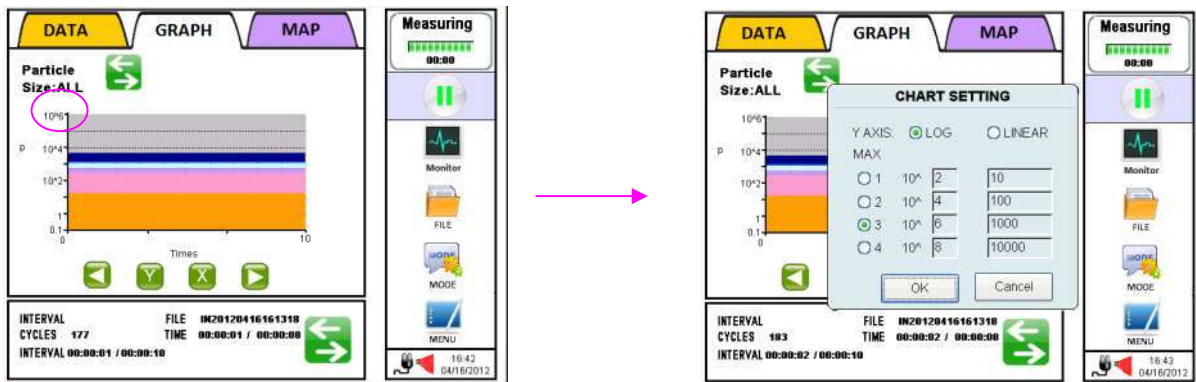 DATA GRAPH MAP
Particle
Size:ALL
10^6
p 10^4
10^2
1
0.1
0 10
Times
Y X
INTERVAL FILE IN20120416161318
CYCLES 177 TIME 00:00:01 / 00:00:08
INTERVAL 00:00:01 / 00:00:10
Measuring
00:00
Monitor
FILE
MODE
MENU
16:42
04/16/2012
DATA GRAPH MAP
Particle
Size:ALL
10^6
p 10^4
10^2
1
0.1
0
CHART SETTING
Y AXIS: LOG LINEAR
MAX
1 10^ 2 10
2 10^ 4 100
3 10^ 6 1000
4 10^ 8 10000
OK Cancel
INTERVAL FILE IN20120416161318
CYCLES 183 TIME 00:00:02 / 00:00:08
INTERVAL 00:00:02 / 00:00:10
Measuring
00:00
Monitor
FILE
MODE
MENU
16:43
04/16/2012